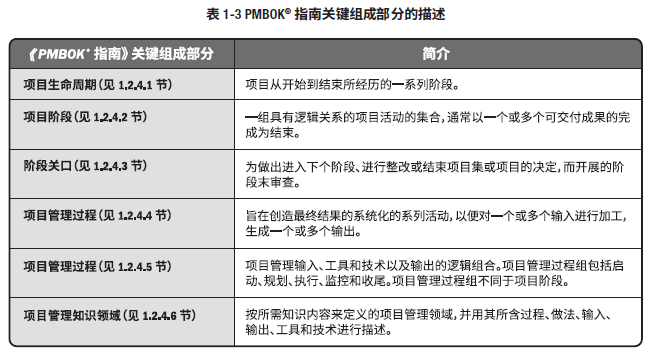 表 1-3 PMBOK® 指南关键组成部分的描述
《PMBOK® 指南》关键组成部分
简介
项目生命周期(见 1.2.4.1 节)
项目从开始到结束所经历的一系列阶段。
项目阶段(见 1.2.4.2 节)
一组具有逻辑关系的项目活动的集合,通常以一个或多个可交付成果的完
成为结束。
阶段关口(见 1.2.4.3 节)
为做出进入下个阶段、进行整改或结束项目集或项目的决定,而开展的阶
段末审查。
项目管理过程(见 1.2.4.4 节)
旨在创造最终结果的系统化的系列活动,以便对一个或多个输入进行加工,
生成一个或多个输出。
项目管理过程(见 1.2.4.5 节)
项目管理输入、工具和技术以及输出的逻辑组合。项目管理过程组包括启
动、规划、执行、监控和收尾。项目管理过程组不同于项目阶段。
项目管理知识领域(见 1.2.4.6 节)
按所需知识内容来定义的项目管理领域,并用其所含过程、做法、输入、
输出、工具和技术进行描述。